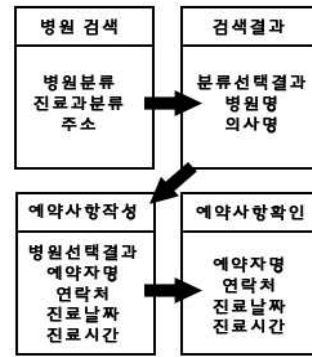 병원 검색
병원분류
진료과분류
주소
검색결과
분류선택결과
병원명
의사명
예약사항작성
병원선택결과
예약자명
연락처
진료날짜
진료시간
예약사항확인
예약자명
연락처
진료날짜
진료시간